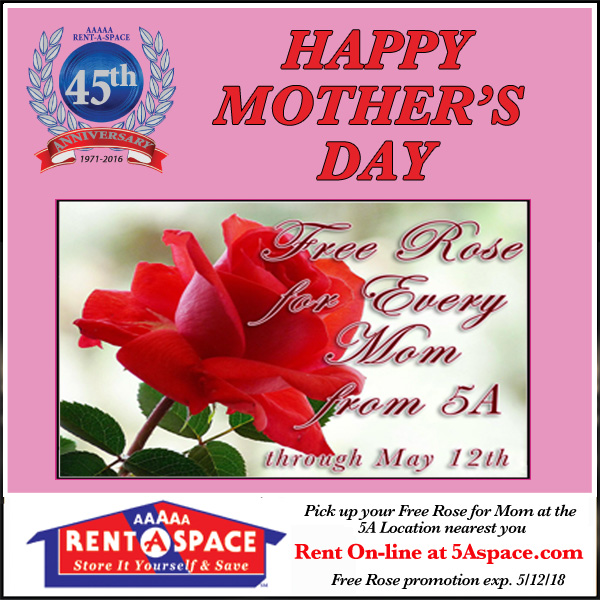 AAAAA
RENT-A-SPACE
45th
ANNIVERSARY
1971-2016
HAPPY
MOTHER'S
DAY
Free Rose
for Every
Mom
from 5A
through May 12th
AAAAA
RENT A SPACE
Store It Yourself & Save
Pick up your Free Rose for Mom at the
5A Location nearest you
Rent On-line at 5Aspace.com
Free Rose promotion exp. 5/12/18